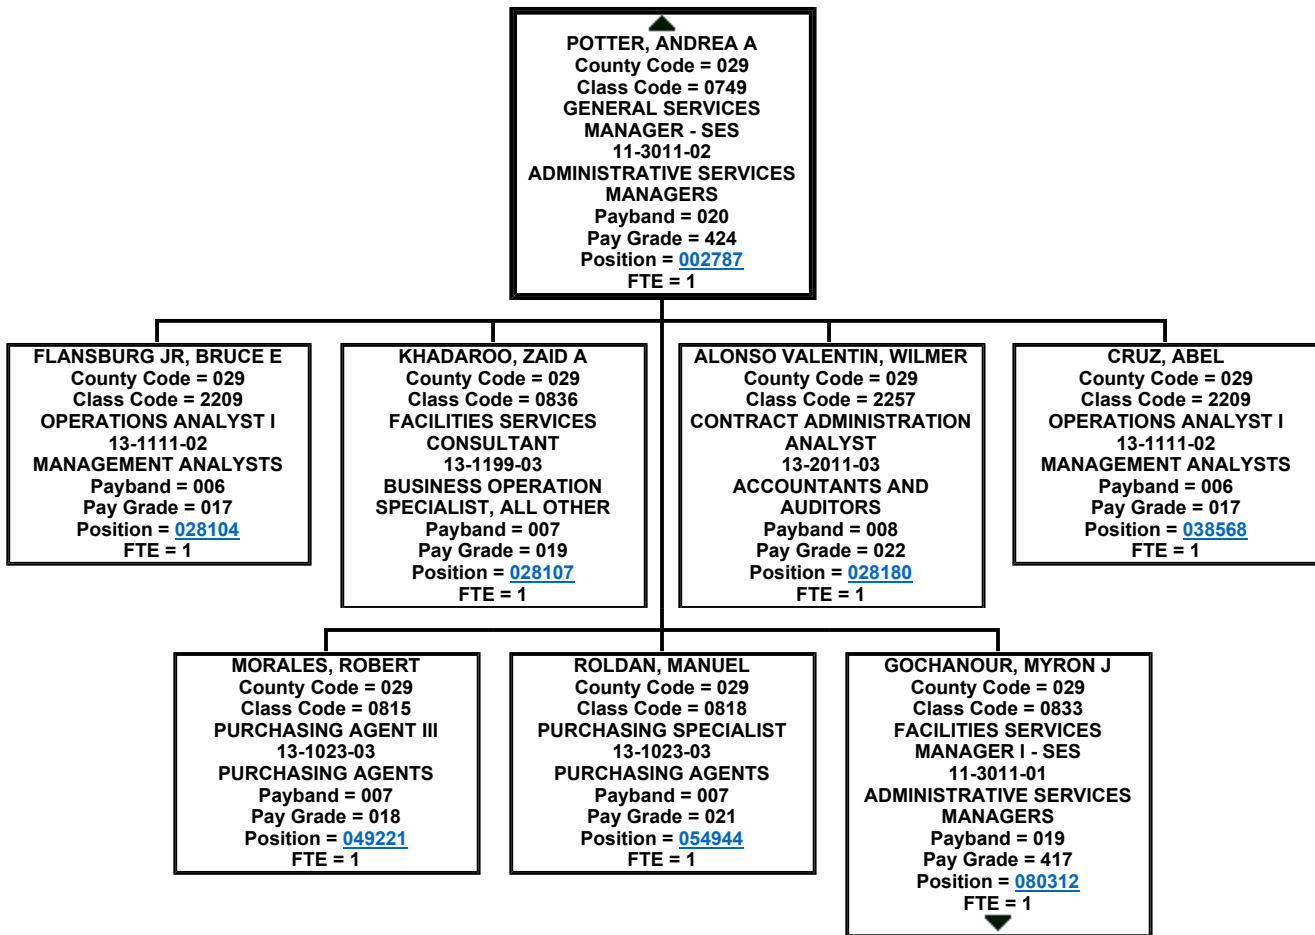 POTTER, ANDREA A
County Code = 029
Class Code = 0749
GENERAL SERVICES
MANAGER - SES
11-3011-02
ADMINISTRATIVE SERVICES
MANAGERS
Payband = 020
Pay Grade = 424
Position = 002787
FTE = 1
FLANSBURG JR, BRUCE E
County Code = 029
Class Code = 2209
OPERATIONS ANALYST I
13-1111-02
MANAGEMENT ANALYSTS
Payband = 006
Pay Grade = 017
Position = 028104
FTE = 1
KHADAROO, ZAID A
County Code = 029
Class Code = 0836
FACILITIES SERVICES
CONSULTANT
13-1199-03
BUSINESS OPERATION
SPECIALIST, ALL OTHER
Payband = 007
Pay Grade = 019
Position = 028107
FTE = 1
ALONSO VALENTIN, WILMER
County Code = 029
Class Code = 2257
CONTRACT ADMINISTRATION
ANALYST
13-2011-03
ACCOUNTANTS AND
AUDITORS
Payband = 008
Pay Grade = 022
Position = 028180
FTE = 1
CRUZ, ABEL
County Code = 029
Class Code = 2209
OPERATIONS ANALYST I
13-1111-02
MANAGEMENT ANALYSTS
Payband = 006
Pay Grade = 017
Position = 038568
FTE = 1
MORALES, ROBERT
County Code = 029
Class Code = 0815
PURCHASING AGENT III
13-1023-03
PURCHASING AGENTS
Payband = 007
Pay Grade = 018
Position = 049221
FTE = 1
ROLDAN, MANUEL
County Code = 029
Class Code = 0818
PURCHASING SPECIALIST
13-1023-03
PURCHASING AGENTS
Payband = 007
Pay Grade = 021
Position = 054944
FTE = 1
GOCHANOUR, MYRON J
County Code = 029
Class Code = 0833
FACILITIES SERVICES
MANAGER I - SES
11-3011-01
ADMINISTRATIVE SERVICES
MANAGERS
Payband = 019
Pay Grade = 417
Position = 080312
FTE = 1